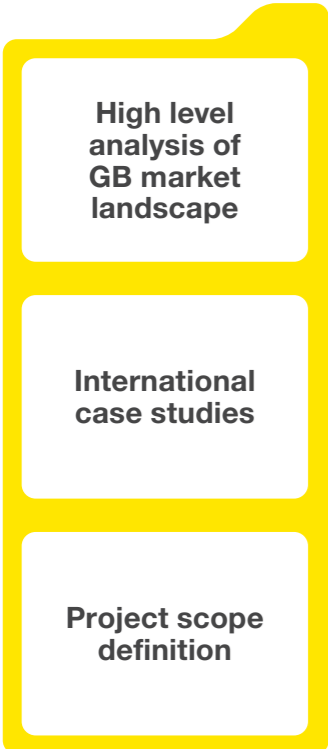 High level
analysis of
GB market
landscape
International
case studies
Project scope
definition